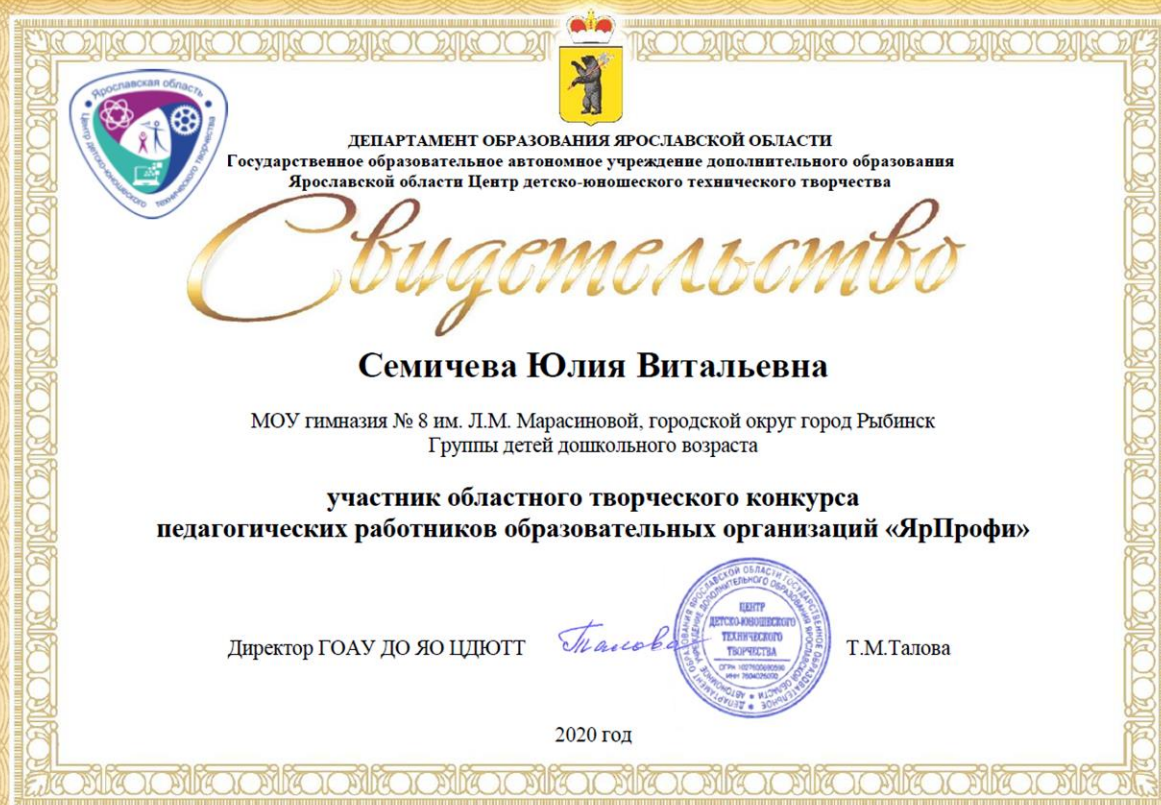 Ярославская область
Центр детско-юношеского технического творчества
ДЕПАРТАМЕНТ ОБРАЗОВАНИЯ ЯРОСЛАВСКОЙ ОБЛАСТИ
Государственное образовательное автономное учреждение дополнительного образования
Ярославской области Центр детско-юношеского технического творчества
Свидетельство
Семичева Юлия Витальевна
МОУ гимназия № 8 им. Л.М. Марасиновой, городской округ город Рыбинск
Группы детей дошкольного возраста
участник областного творческого конкурса
педагогических работников образовательных организаций «ЯрПрофи»
Директор ГОАУ ДО ЯО ЦДЮТТ
Талова
ЦЕНТР
ДЕТСКО-ЮНОШЕСКОГО
ТЕХНИЧЕСКОГО
ТВОРЧЕСТВА
Т.М.Талова
2020 год